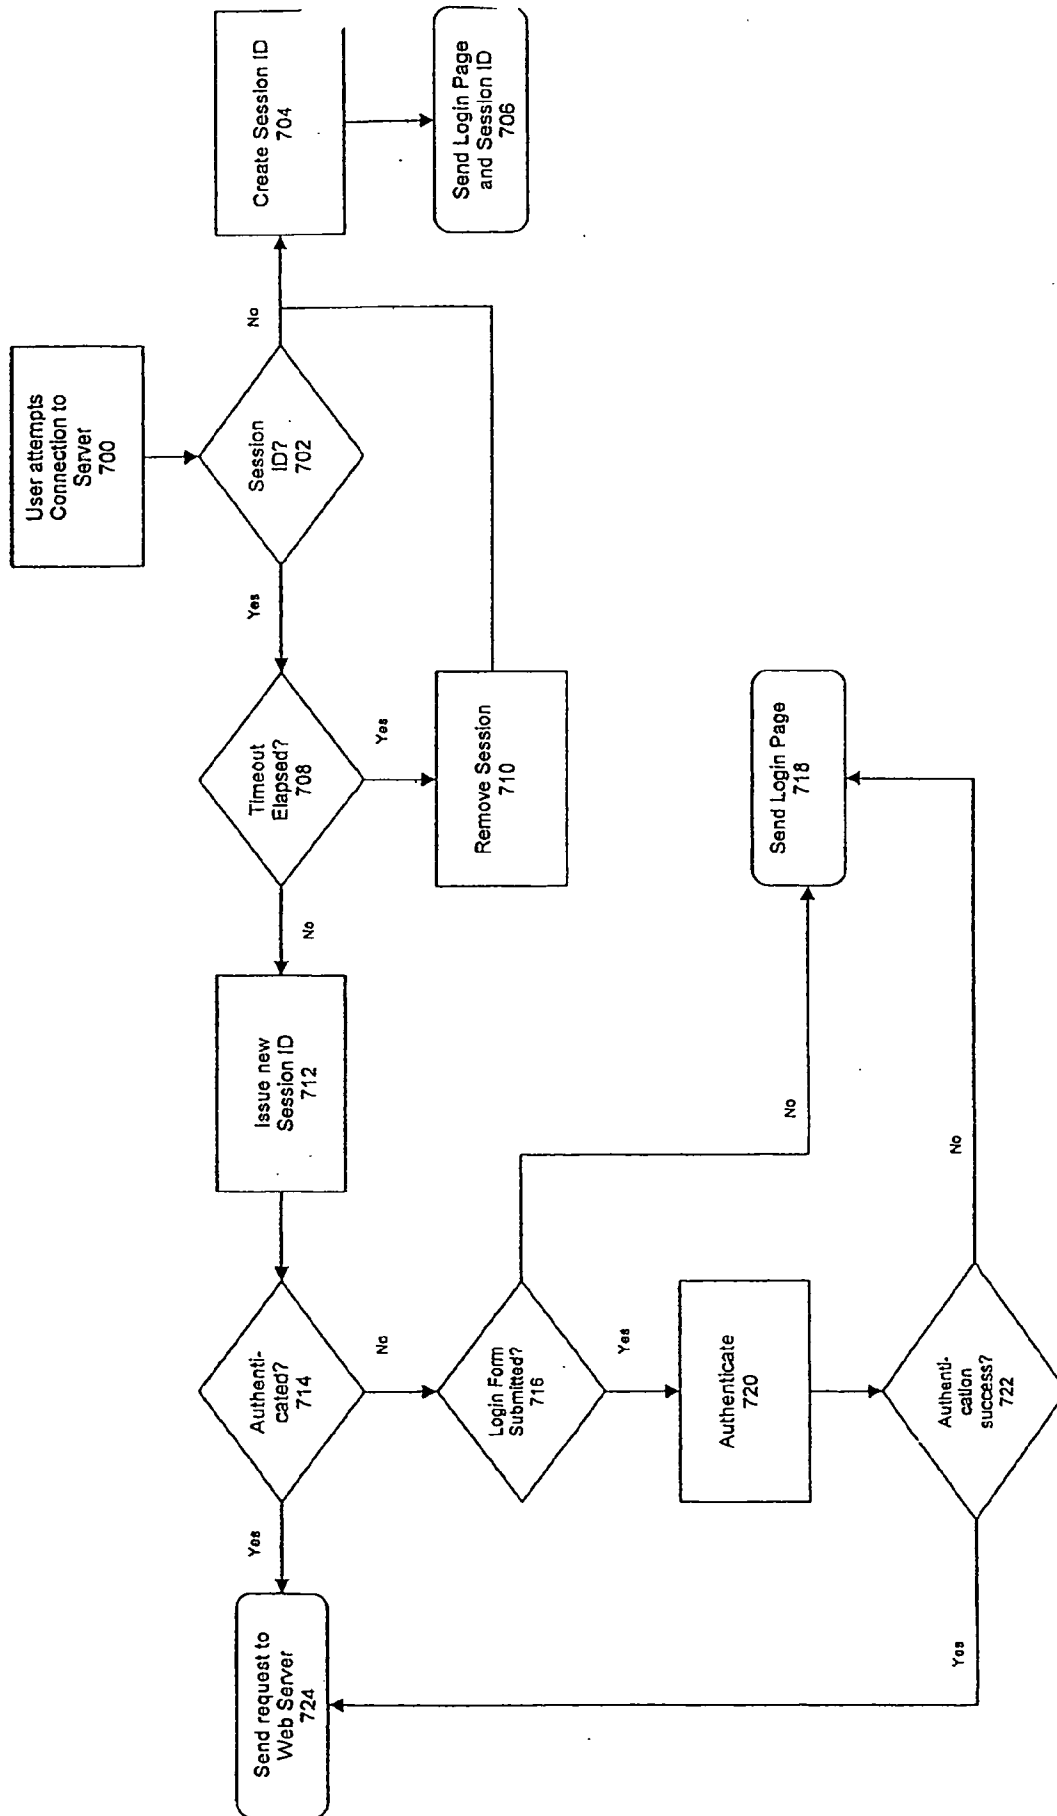 User attempts
Connection to
Server
700
Session
ID?
702
No
Create Session ID
704
Send Login Page
and Session ID
706
Yes
Timeout
Elapsed?
708
Yes
Remove Session
710
No
Issue new
Session ID
712
Authenti-
cated?
714
No
Login Form
Submitted?
716
No
Send Login Page
718
Yes
Authenticate
720
Authenti-
cation
success?
722
No
Yes
Yes
Send request to
Web Server
724